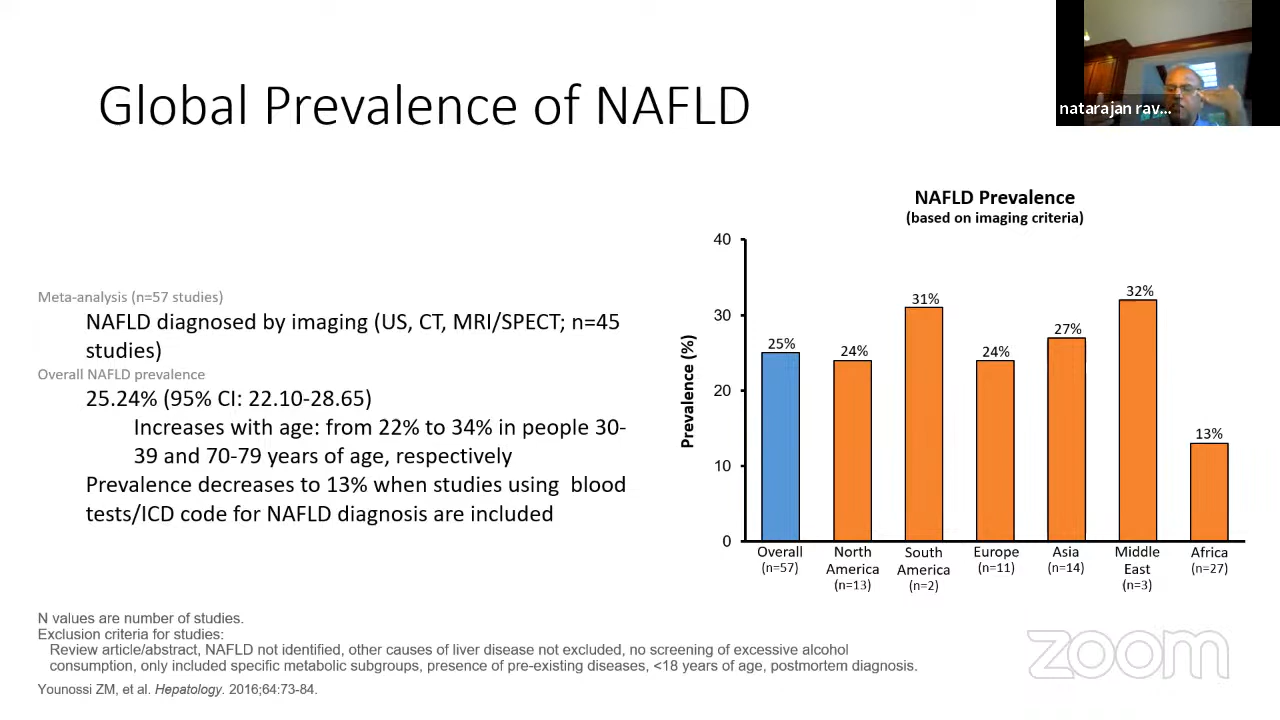 Global Prevalence of NAFLD
natarajan rav...
Meta-analysis (n=57 studies)
NAFLD diagnosed by imaging (US, CT, MRI/SPECT; n=45
studies)
Overall NAFLD prevalence
25.24% (95% CI: 22.10-28.65)
Increases with age: from 22% to 34% in people 30-
39 and 70-79 years of age, respectively
Prevalence decreases to 13% when studies using  blood
tests/ICD code for NAFLD diagnosis are included
NAFLD Prevalence
(based on imaging criteria)
Prevalence (%)
40
30
20
10
0
25%
24%
31%
24%
27%
32%
13%
Overall
(n=57)
North
America
(n=13)
South
America
(n=2)
Europe
(n=11)
Asia
(n=14)
Middle
East
(n=3)
Africa
(n=27)
N values are number of studies.
Exclusion criteria for studies:
Review article/abstract, NAFLD not identified, other causes of liver disease not excluded, no screening of excessive alcohol
consumption, only included specific metabolic subgroups, presence of pre-existing diseases, <18 years of age, postmortem diagnosis.
Younossi ZM, et al. Hepatology. 2016;64:73-84.
zoom